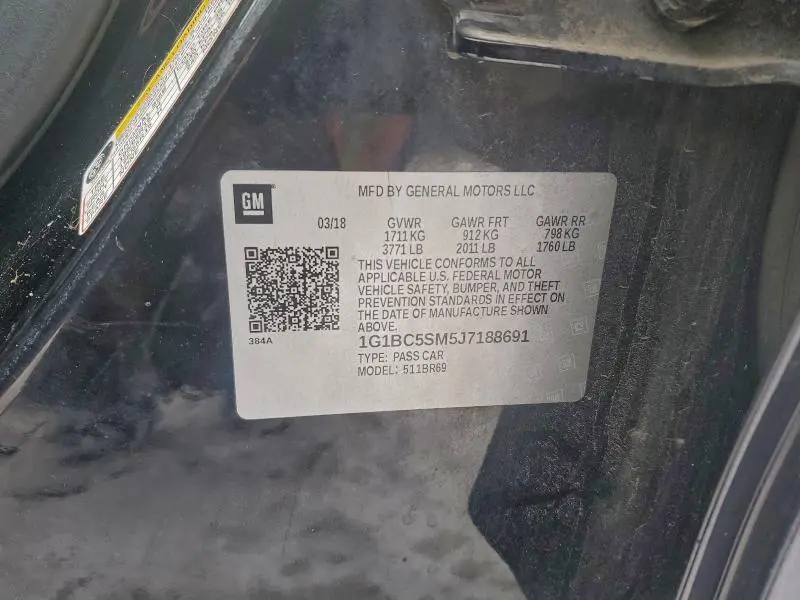 GM
MFD BY GENERAL MOTORS LLC
03/18 GVWR GAWR FRT GAWR RR
1711 KG 912 KG 798 KG
3771 LB 2011 LB 1760 LB
THIS VEHICLE CONFORMS TO ALL
APPLICABLE U.S. FEDERAL MOTOR
VEHICLE SAFETY, BUMPER, AND THEFT
PREVENTION STANDARDS IN EFFECT ON
THE DATE OF MANUFACTURE SHOWN
ABOVE.
384A
1G1BC5SM5J7188691
TYPE: PASS CAR
MODEL: 511BR69